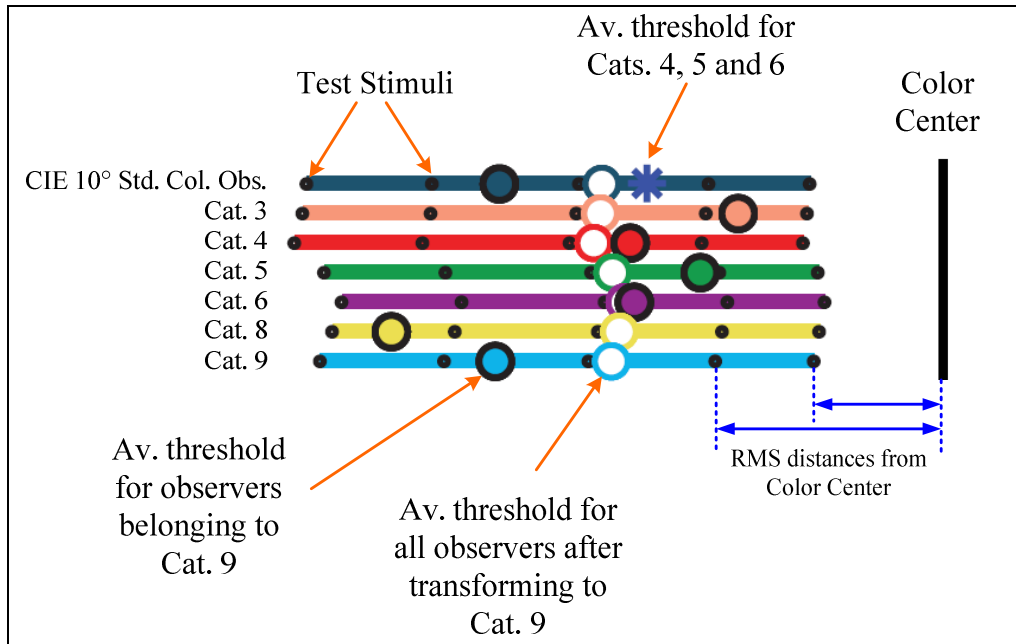 Av. threshold for
Cats. 4, 5 and 6
Test Stimuli
Color
Center
CIE 10° Std. Col. Obs.
Cat. 3
Cat. 4
Cat. 5
Cat. 6
Cat. 8
Cat. 9
RMS distances from
Color Center
Av. threshold
for observers
belonging to
Cat. 9
Av. threshold for
all observers after
transforming to
Cat. 9